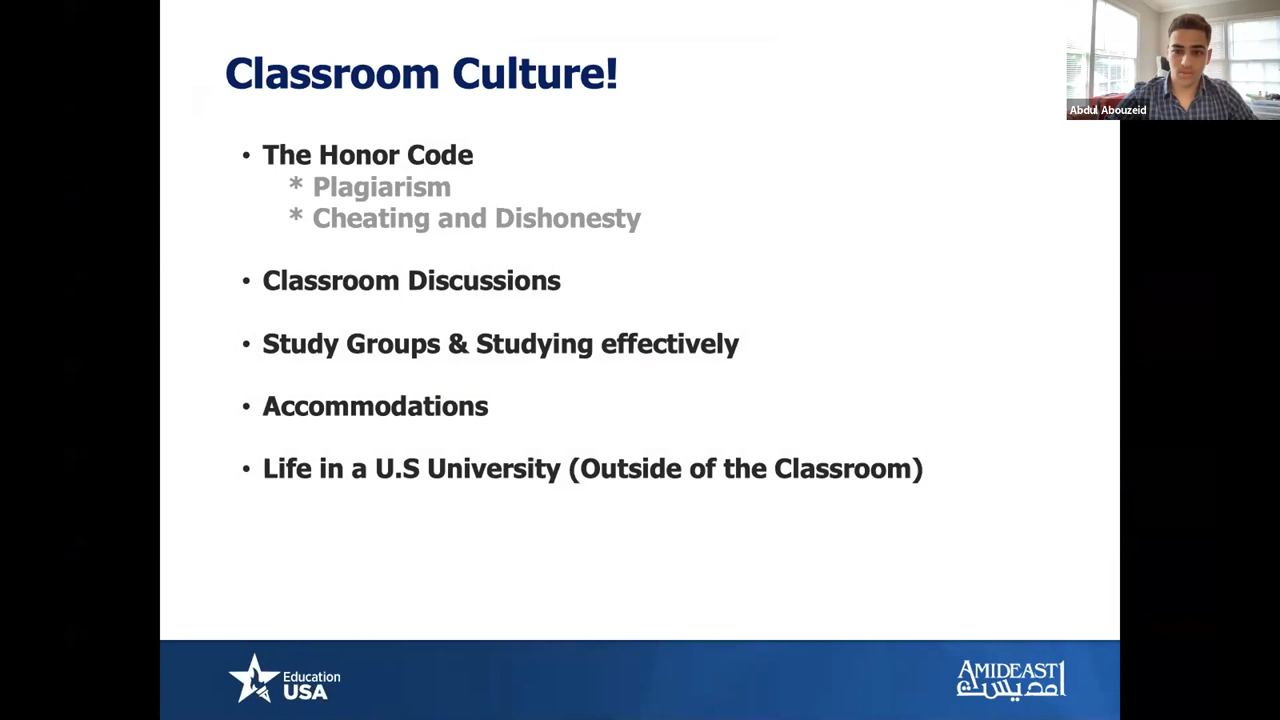 Classroom Culture!
Abdul Abouzeid
• The Honor Code
* Plagiarism
* Cheating and Dishonesty
• Classroom Discussions
• Study Groups & Studying effectively
• Accommodations
• Life in a U.S University (Outside of the Classroom)
Education
USA
AMIDEAST
امديست